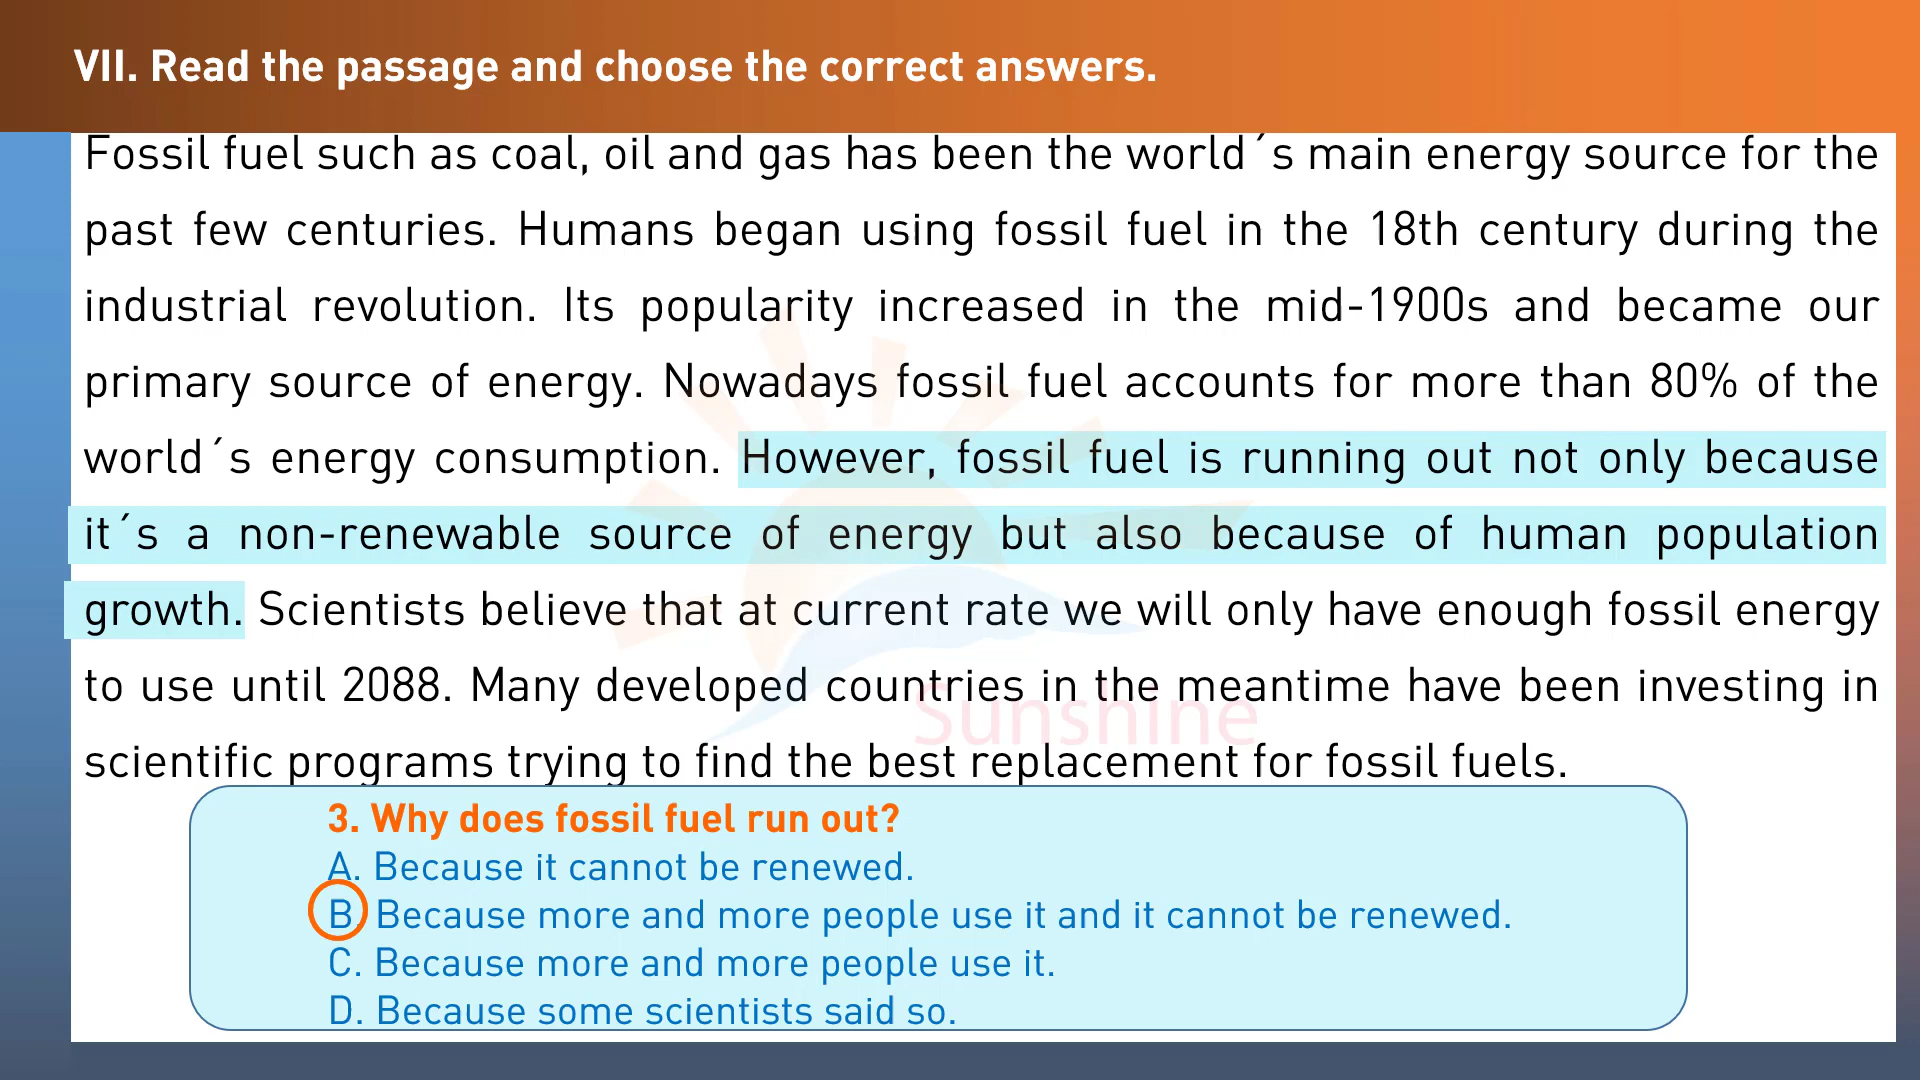 VII. Read the passage and choose the correct answers.
Fossil fuel such as coal, oil and gas has been the world´s main energy source for the
past few centuries. Humans began using fossil fuel in the 18th century during the
industrial revolution. Its popularity increased in the mid-1900s and became our
primary source of energy. Nowadays fossil fuel accounts for more than 80% of the
world´s energy consumption. However, fossil fuel is running out not only because
it´s a non-renewable source of energy but also because of human population
growth. Scientists believe that at current rate we will only have enough fossil energy
to use until 2088. Many developed countries in the meantime have been investing in
Sunshine
scientific programs trying to find the best replacement for fossil fuels.
3. Why does fossil fuel run out?
A. Because it cannot be renewed.
B. Because more and more people use it and it cannot be renewed.
C. Because more and more people use it.
D. Because some scientists said so.